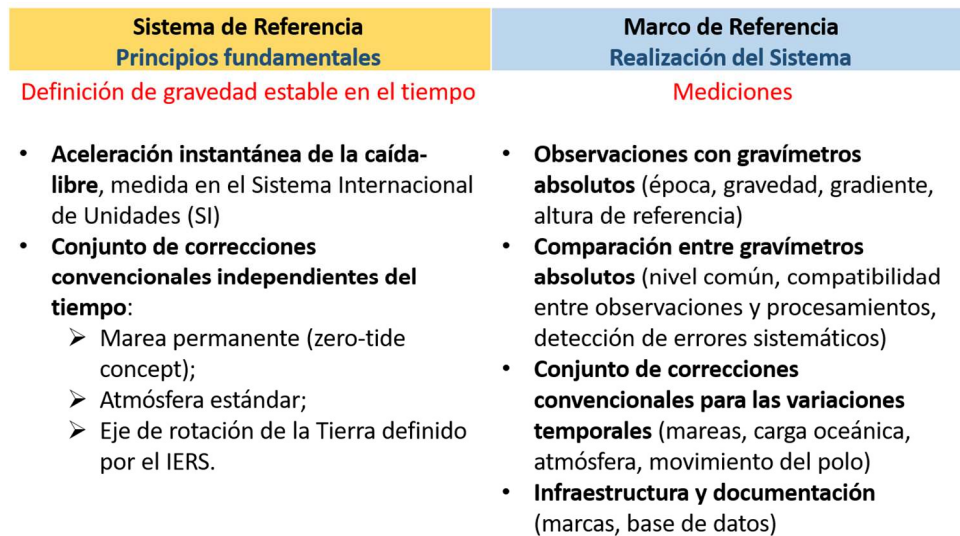 Sistema de Referencia
Principios fundamentales
Definición de gravedad estable en el tiempo
• Aceleración instantánea de la caída-
libre, medida en el Sistema Internacional
de Unidades (SI)
• Conjunto de correcciones
convencionales independientes del
tiempo:
➢ Marea permanente (zero-tide
concept);
➢ Atmósfera estándar;
➢ Eje de rotación de la Tierra definido
por el IERS.
Marco de Referencia
Realización del Sistema
Mediciones
• Observaciones con gravímetros
absolutos (época, gravedad, gradiente,
altura de referencia)
• Comparación entre gravímetros
absolutos (nivel común, compatibilidad
entre observaciones y procesamientos,
detección de errores sistemáticos)
• Conjunto de correcciones
convencionales para las variaciones
temporales (mareas, carga oceánica,
atmósfera, movimiento del polo)
• Infraestructura y documentación
(marcas, base de datos)